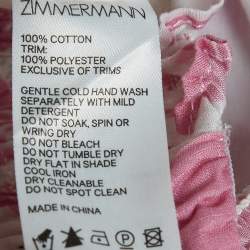 ZIMMERMANN
100% COTTON
TRIM:
100% POLYESTER
EXCLUSIVE OF TRIMS
GENTLE COLD HAND WASH
SEPARATELY WITH MILD
DETERGENT
DO NOT SOAK, SPIN OR
WRING DRY
DO NOT BLEACH
DO NOT TUMBLE DRY
DRY FLAT IN SHADE
COOL IRON
DRY CLEANABLE
DO NOT SPOT CLEAN
MADE IN CHINA